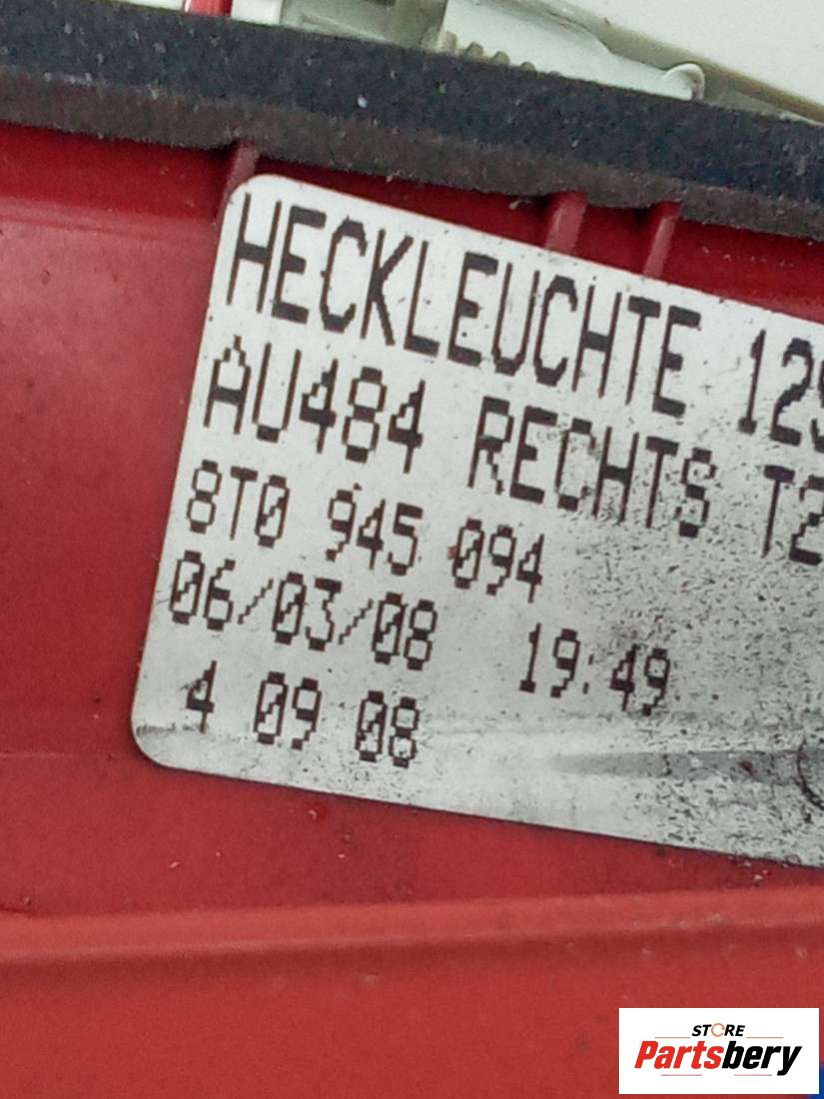 HECKLEUCHTE
AU484 RECHTS
8T0 945 094
06/03/08 19:49
4 09 08
STORE
Partsbery